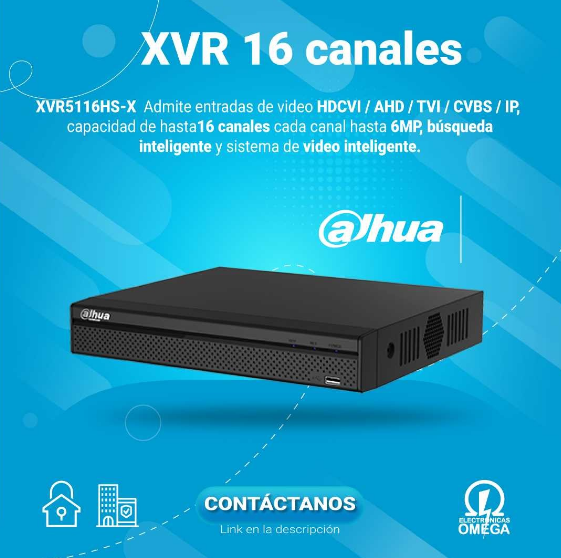 XVR 16 canales
XVR5116HS-X Admite entradas de video HDCVI / AHD / TVI / CVBS / IP,
capacidad de hasta16 canales cada canal hasta 6MP, búsqueda
inteligente y sistema de video inteligente.
alhua
alhua
CONTÁCTANOS
Link en la descripción
ELECTRÓNICAS
OMEGA